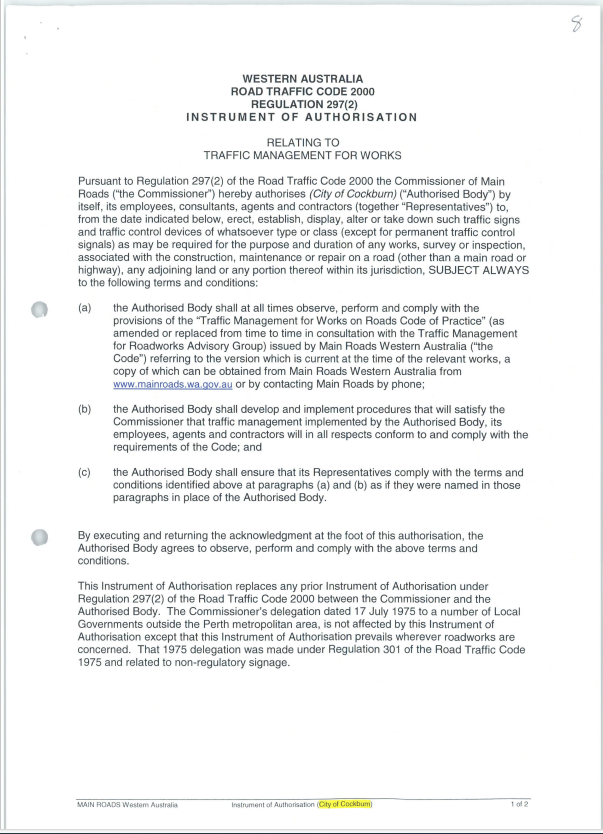 8
WESTERN AUSTRALIA
ROAD TRAFFIC CODE 2000
REGULATION 297(2)
INSTRUMENT OF AUTHORISATION
RELATING TO
TRAFFIC MANAGEMENT FOR WORKS
Pursuant to Regulation 297(2) of the Road Traffic Code 2000 the Commissioner of Main
Roads ("the Commissioner") hereby authorises (City of Cockburn) ("Authorised Body") by
itself, its employees, consultants, agents and contractors (together "Representatives") to,
from the date indicated below, erect, establish, display, alter or take down such traffic signs
and traffic control devices of whatsoever type or class (except for permanent traffic control
signals) as may be required for the purpose and duration of any works, survey or inspection,
associated with the construction, maintenance or repair on a road (other than a main road or
highway), any adjoining land or any portion thereof within its jurisdiction, SUBJECT ALWAYS
to the following terms and conditions:
(a) the Authorised Body shall at all times observe, perform and comply with the
provisions of the "Traffic Management for Works on Roads Code of Practice" (as
amended or replaced from time to time in consultation with the Traffic Management
for Roadworks Advisory Group) issued by Main Roads Western Australia ("the
Code") referring to the version which is current at the time of the relevant works, a
copy of which can be obtained from Main Roads Western Australia from
www.mainroads.wa.gov.au or by contacting Main Roads by phone;
(b) the Authorised Body shall develop and implement procedures that will satisfy the
Commissioner that traffic management implemented by the Authorised Body, its
employees, agents and contractors will in all respects conform to and comply with the
requirements of the Code; and
(c) the Authorised Body shall ensure that its Representatives comply with the terms and
conditions identified above at paragraphs (a) and (b) as if they were named in those
paragraphs in place of the Authorised Body.
By executing and returning the acknowledgment at the foot of this authorisation, the
Authorised Body agrees to observe, perform and comply with the above terms and
conditions.
This Instrument of Authorisation replaces any prior Instrument of Authorisation under
Regulation 297(2) of the Road Traffic Code 2000 between the Commissioner and the
Authorised Body. The Commissioner's delegation dated 17 July 1975 to a number of Local
Governments outside the Perth metropolitan area, is not affected by this Instrument of
Authorisation except that this Instrument of Authorisation prevails wherever roadworks are
concerned. That 1975 delegation was made under Regulation 301 of the Road Traffic Code
1975 and related to non-regulatory signage.
MAIN ROADS Western Australia Instrument of Authorisation (City of Cockburn) 1 of 2